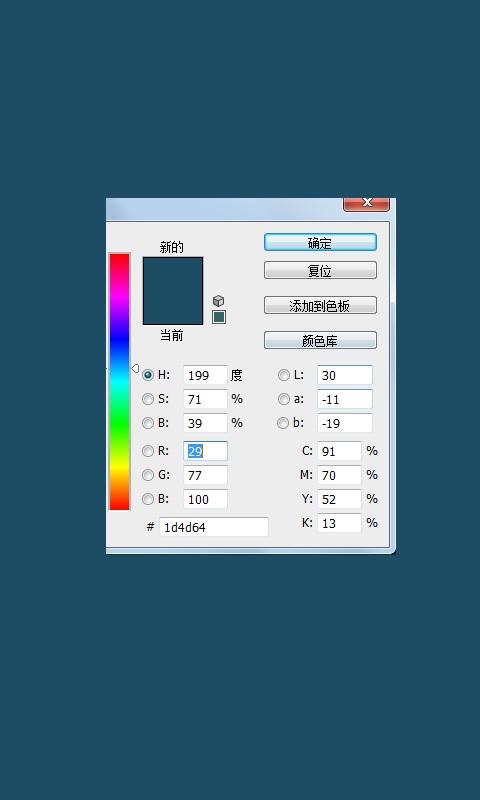 新的
确定
复位
添加到色板
当前
颜色库
H: 199 度
L: 30
S: 71 %
a: -11
B: 39 %
b: -19
R: 29
C: 91 %
G: 77
M: 70 %
B: 100
Y: 52 %
# 1d4d64
K: 13 %